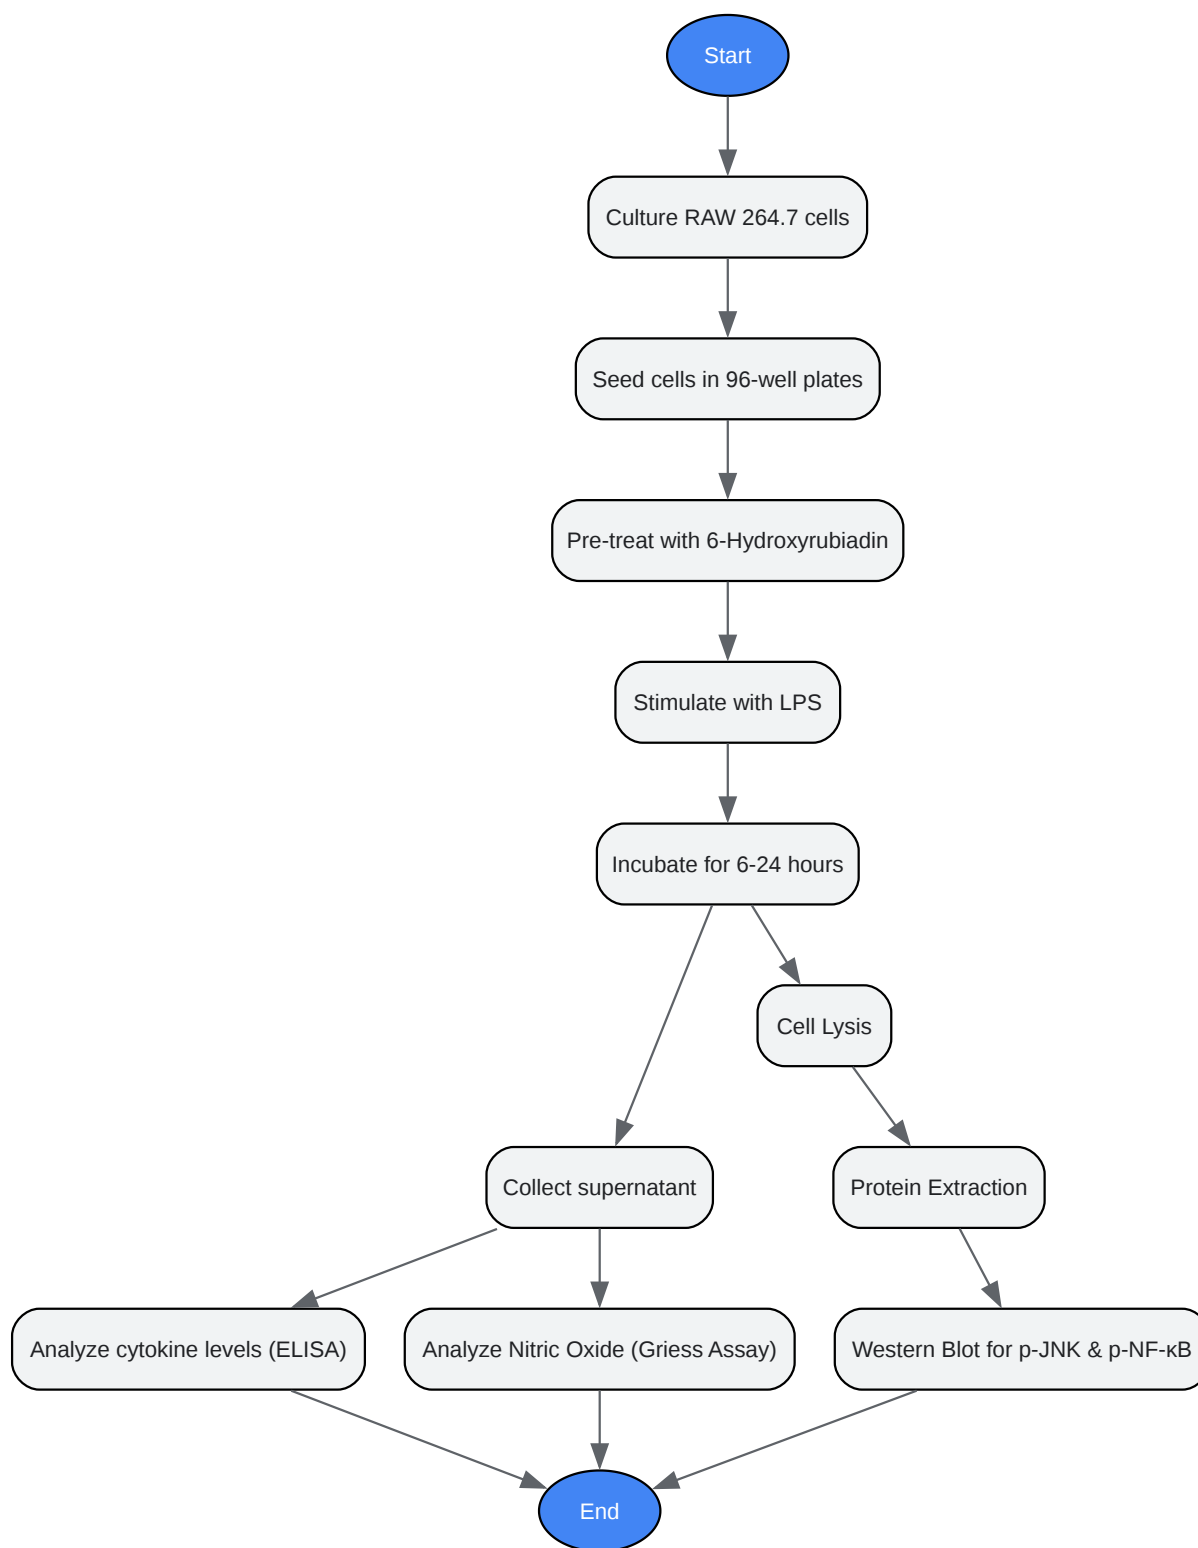 Start
Culture RAW 264.7 cells
Seed cells in 96-well plates
Pre-treat with 6-Hydroxyrubiadin
Stimulate with LPS
Incubate for 6-24 hours
Cell Lysis
Collect supernatant
Protein Extraction
Analyze cytokine levels (ELISA)
Analyze Nitric Oxide (Griess Assay)
Western Blot for p-JNK & p-NF-κB
End